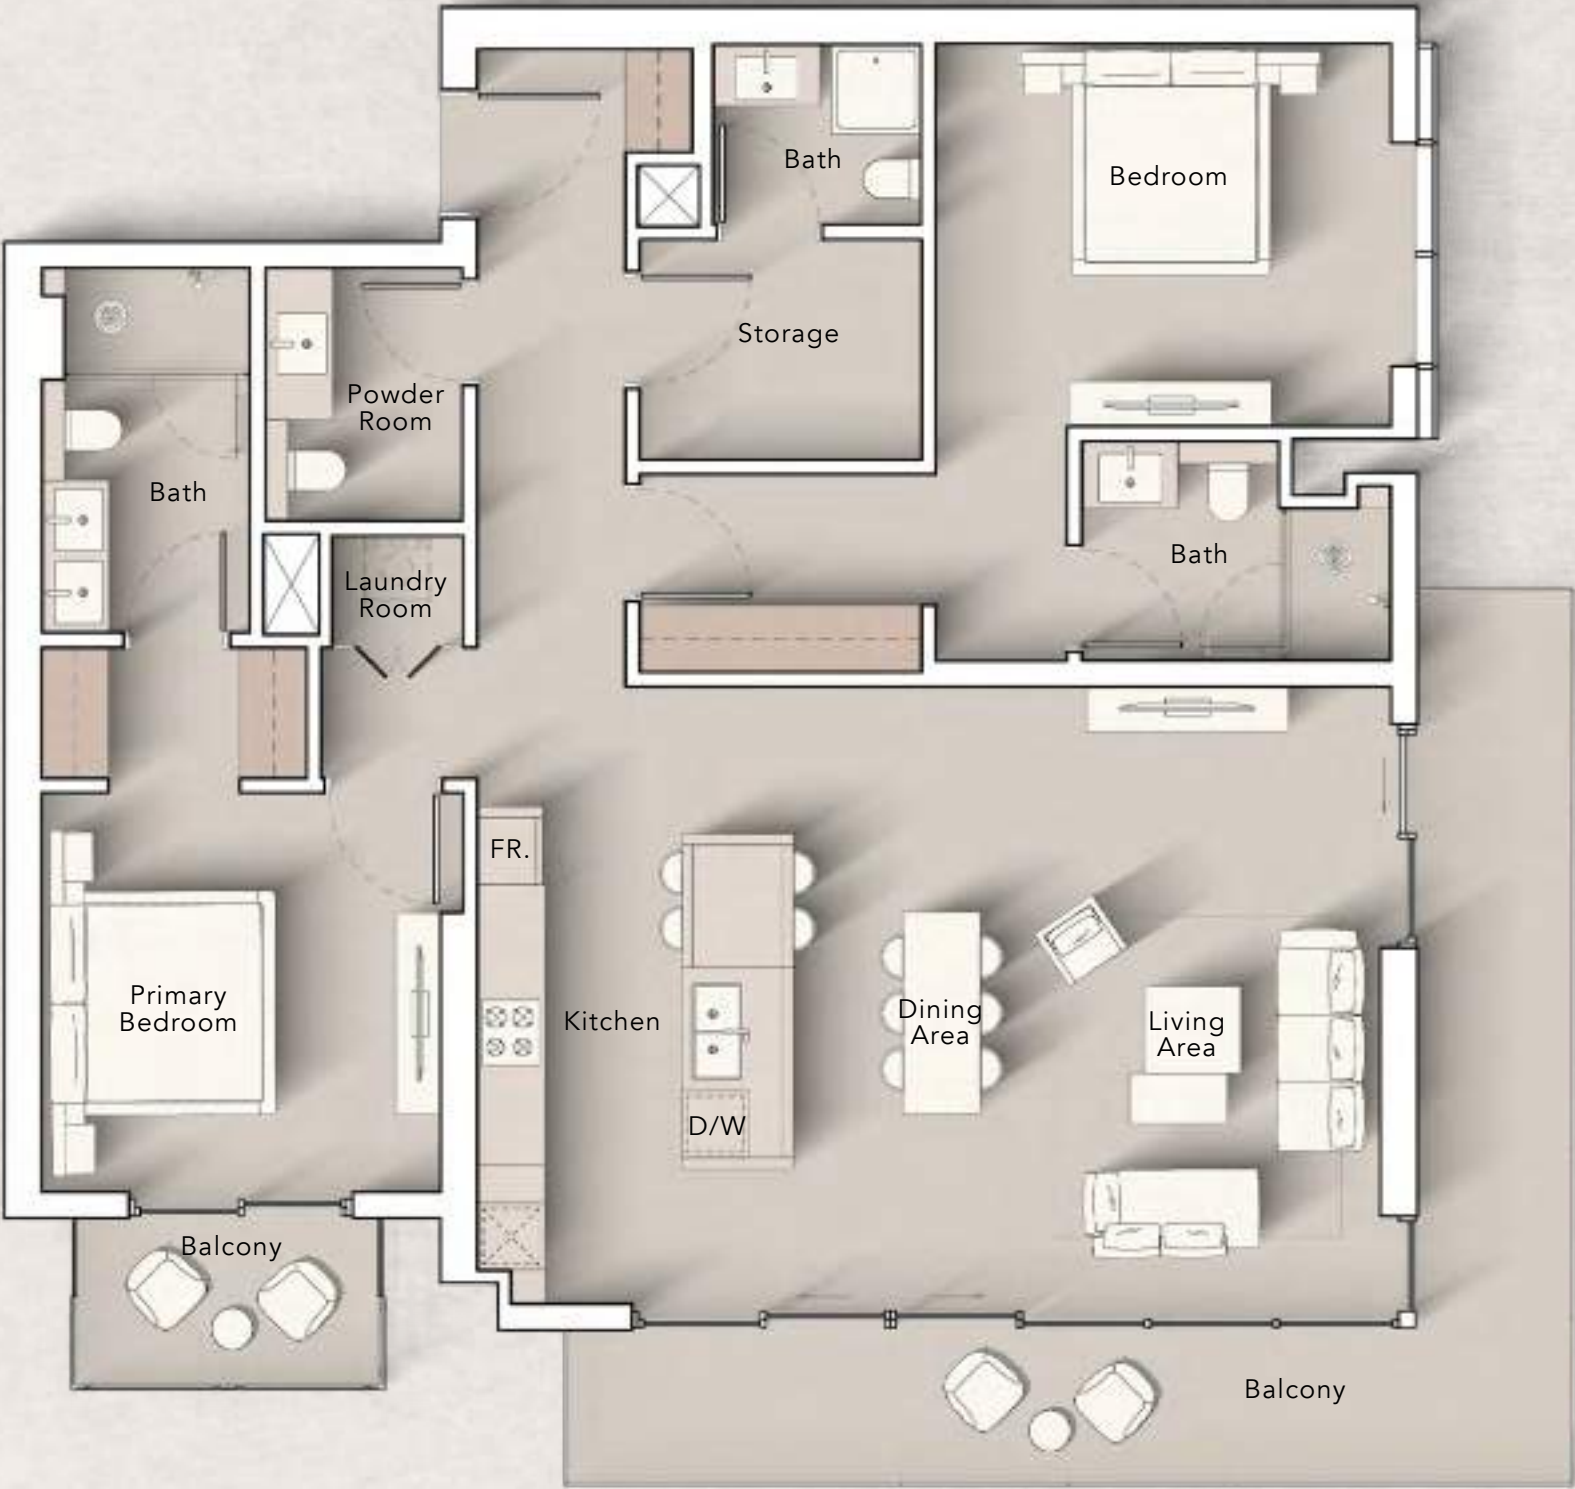 Bath
Bedroom
Storage
Powder
Room
Bath
Bath
Laundry
Room
FR.
Primary
Bedroom
Kitchen
Dining
Area
Living
Area
D/W
Balcony
Balcony